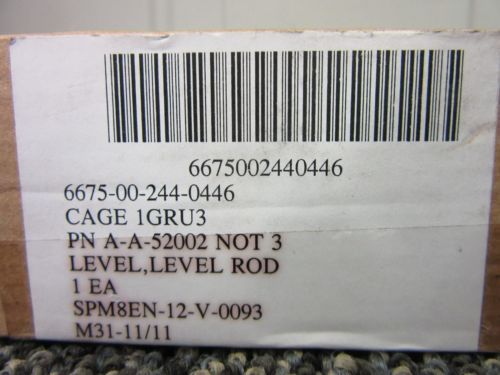 6675002440446
6675-00-244-0446
CAGE 1GRU3
PN A-A-52002 NOT 3
LEVEL,LEVEL ROD
1 EA
SPM8EN-12-V-0093
M31-11/11